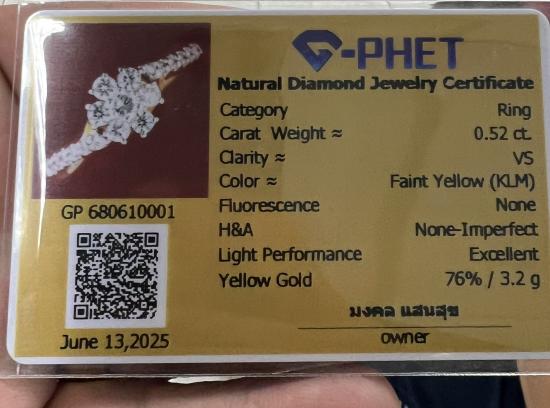 G-PHET
Natural Diamond Jewelry Certificate
Category Ring
Carat Weight ≈ 0.52 ct.
Clarity ≈ VS
Color ≈ Faint Yellow (KLM)
Fluorescence None
H&A None-Imperfect
Light Performance Excellent
Yellow Gold 76% / 3.2 g
มงคล แสนสุข
owner
GP 680610001
June 13,2025